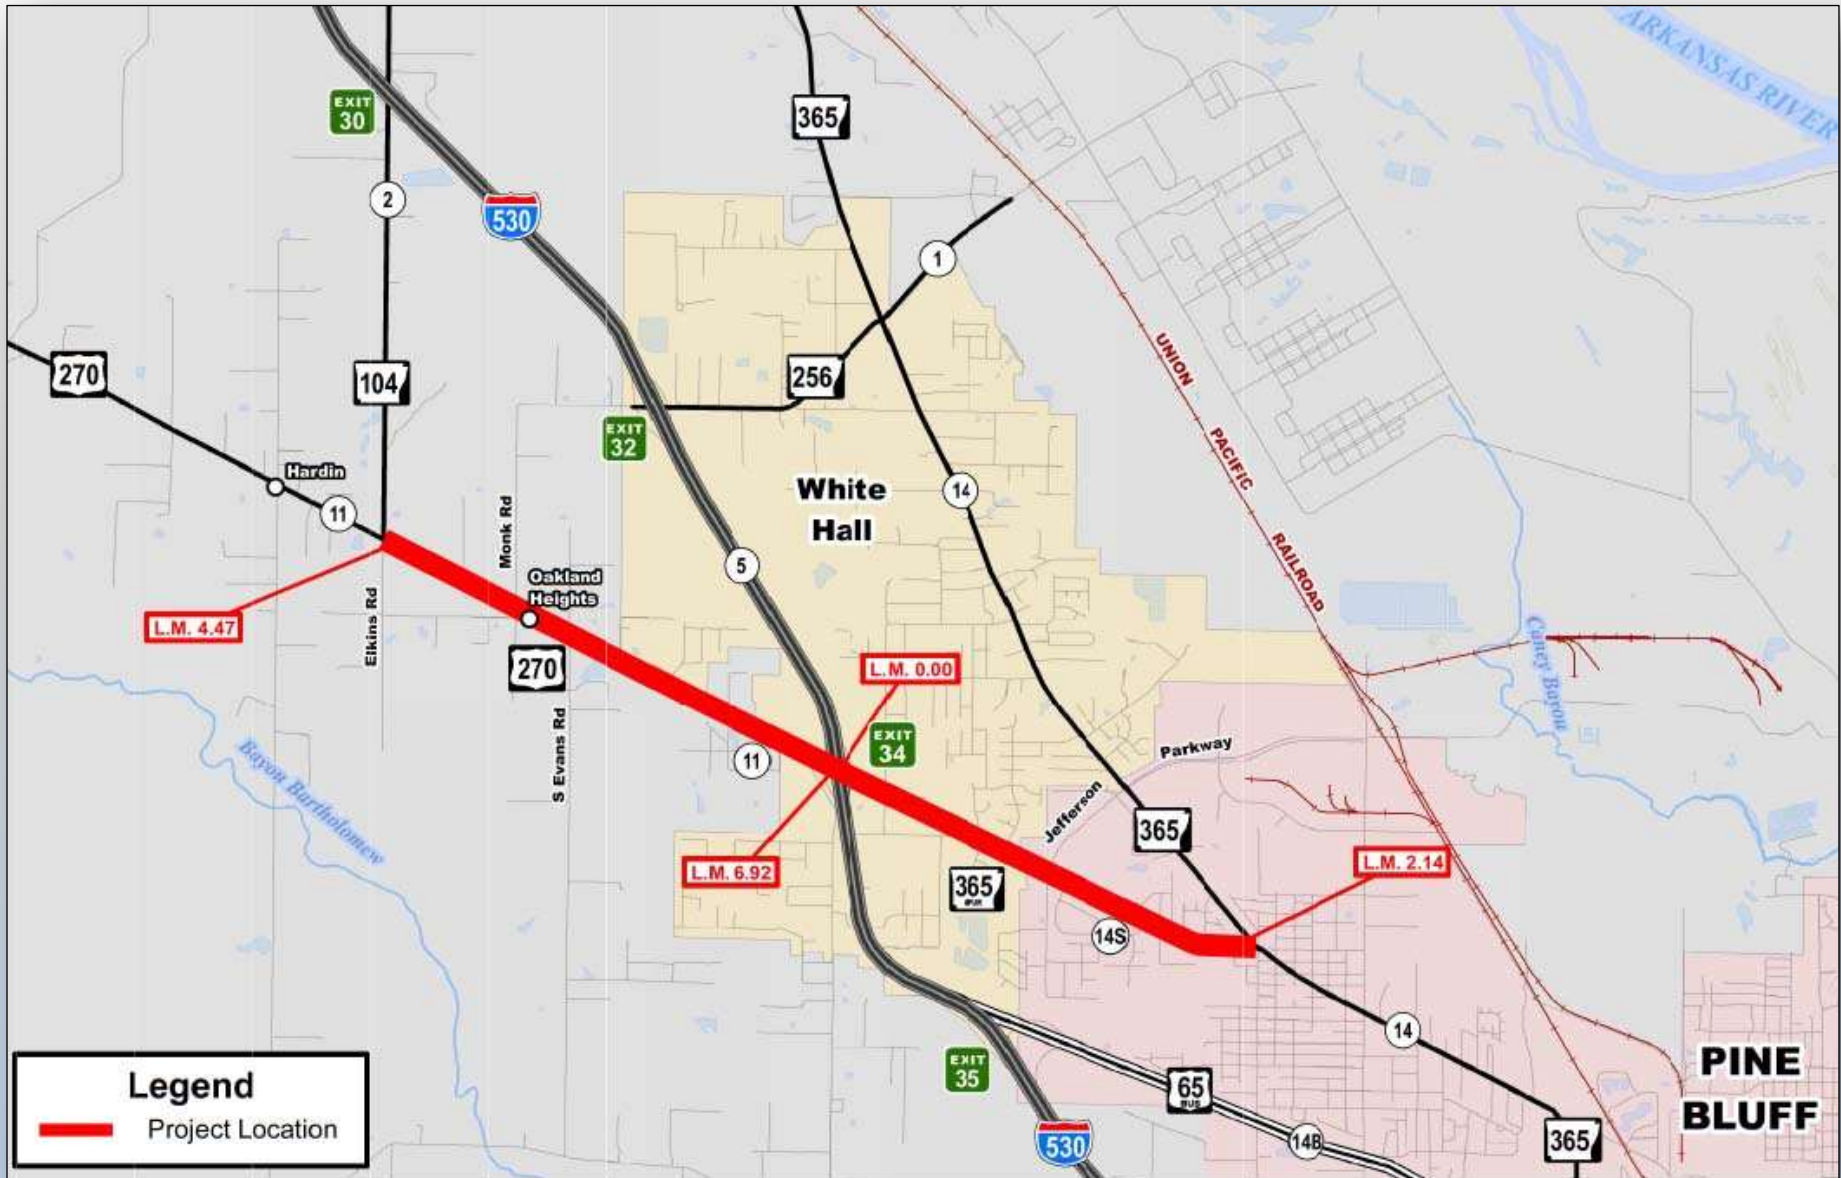 ARKANSAS RIVER
EXIT
30
365
2
530
1
UNION
PACIFIC
RAILROAD
270
104
256
EXIT
32
Hardin
11
White
Hall
14
Monk Rd
5
Oakland
Heights
Elkins Rd
L.M. 4.47
270
L.M. 0.00
Caney Bayou
S Evans Rd
EXIT
34
11
Parkway
Jefferson
Bayou Bartholomew
365
L.M. 6.92
365
BUS
L.M. 2.14
14S
14
EXIT
35
65
BUS
PINE
BLUFF
530
14B
365
Legend
Project Location